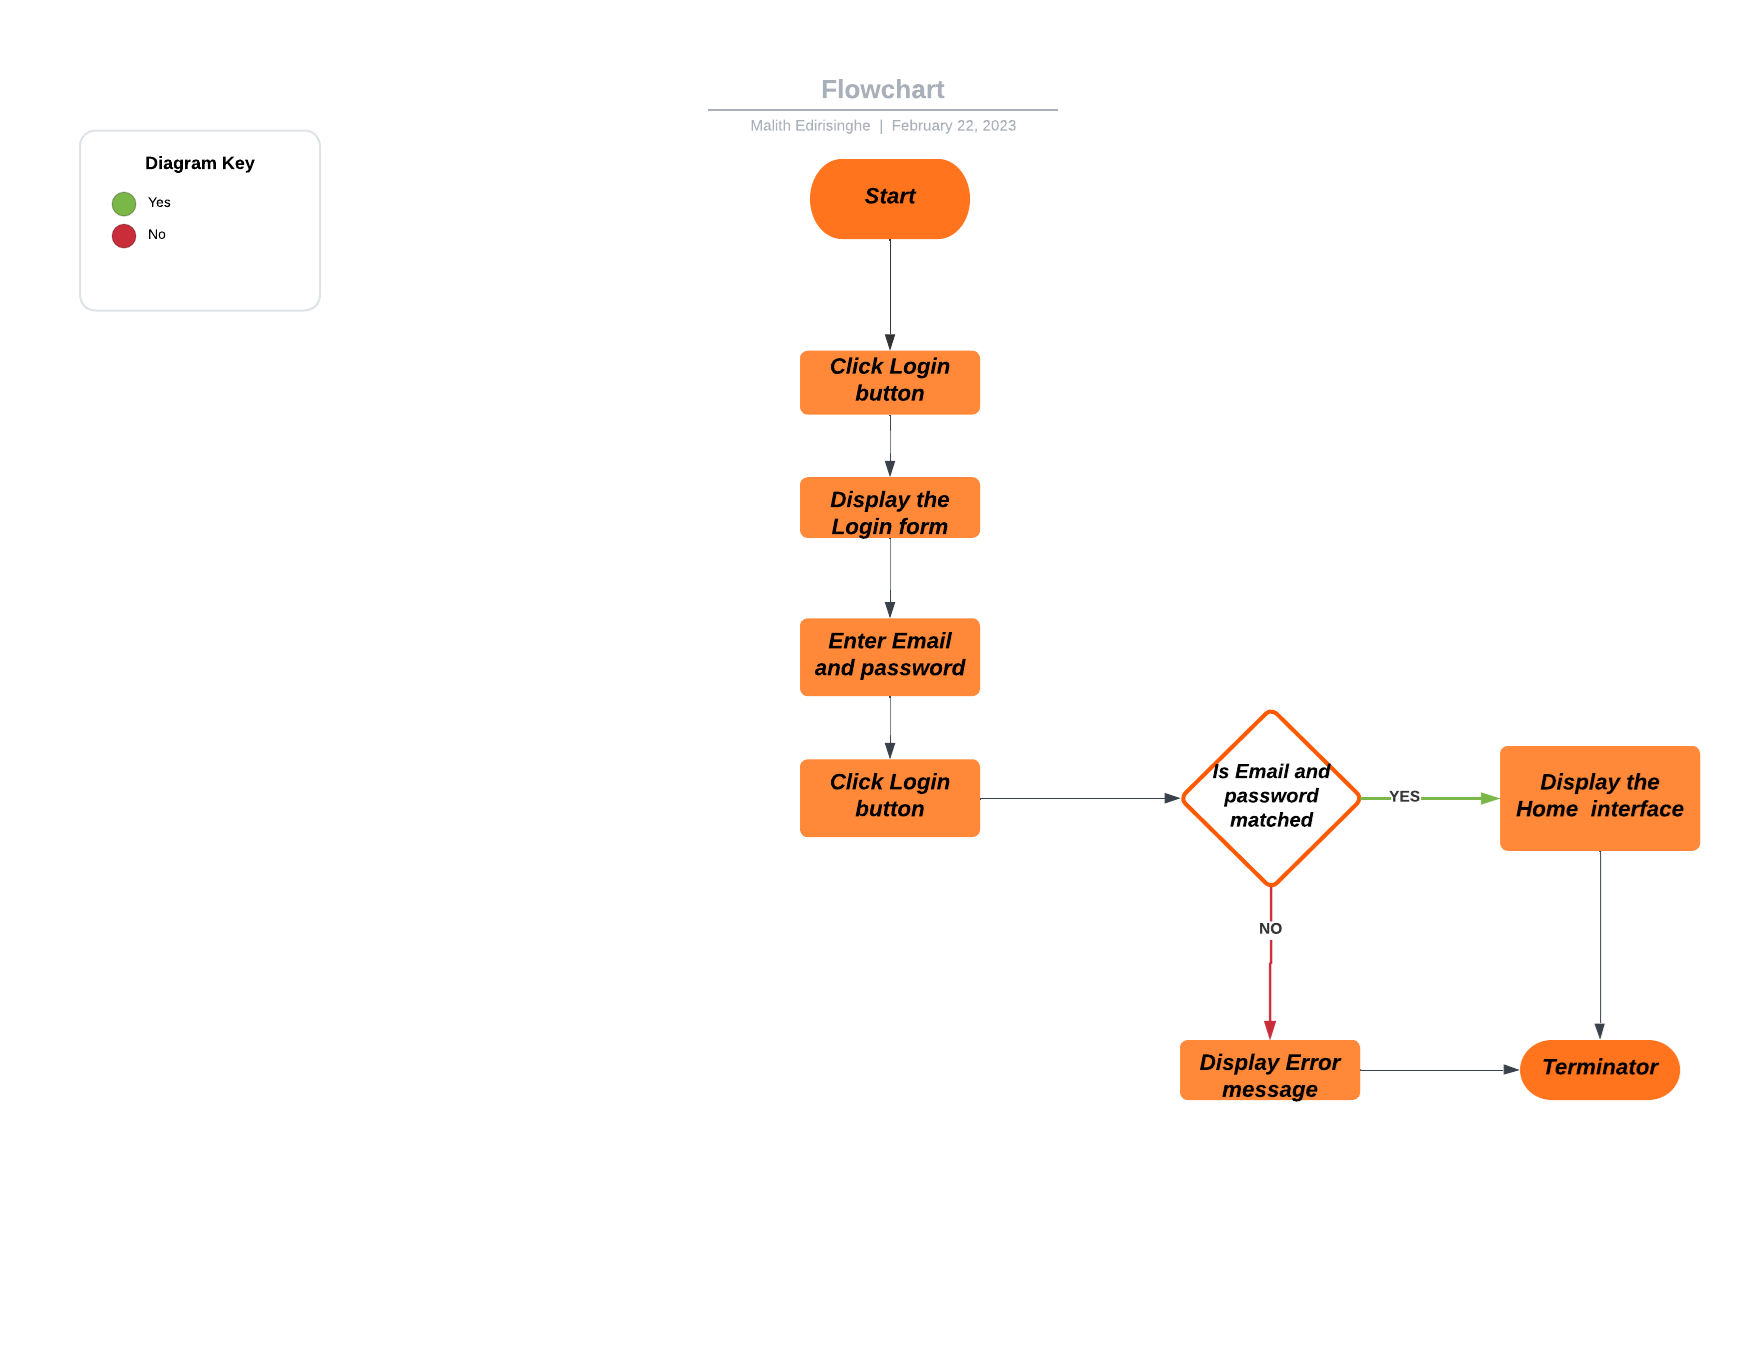 Flowchart
Malith Edirisinghe | February 22, 2023
Diagram Key
Yes
No
Start
Click Login
button
Display the
Login form
Enter Email
and password
Click Login
button
Is Email and
password
matched
YES
Display the
Home interface
NO
Display Error
message
Terminator